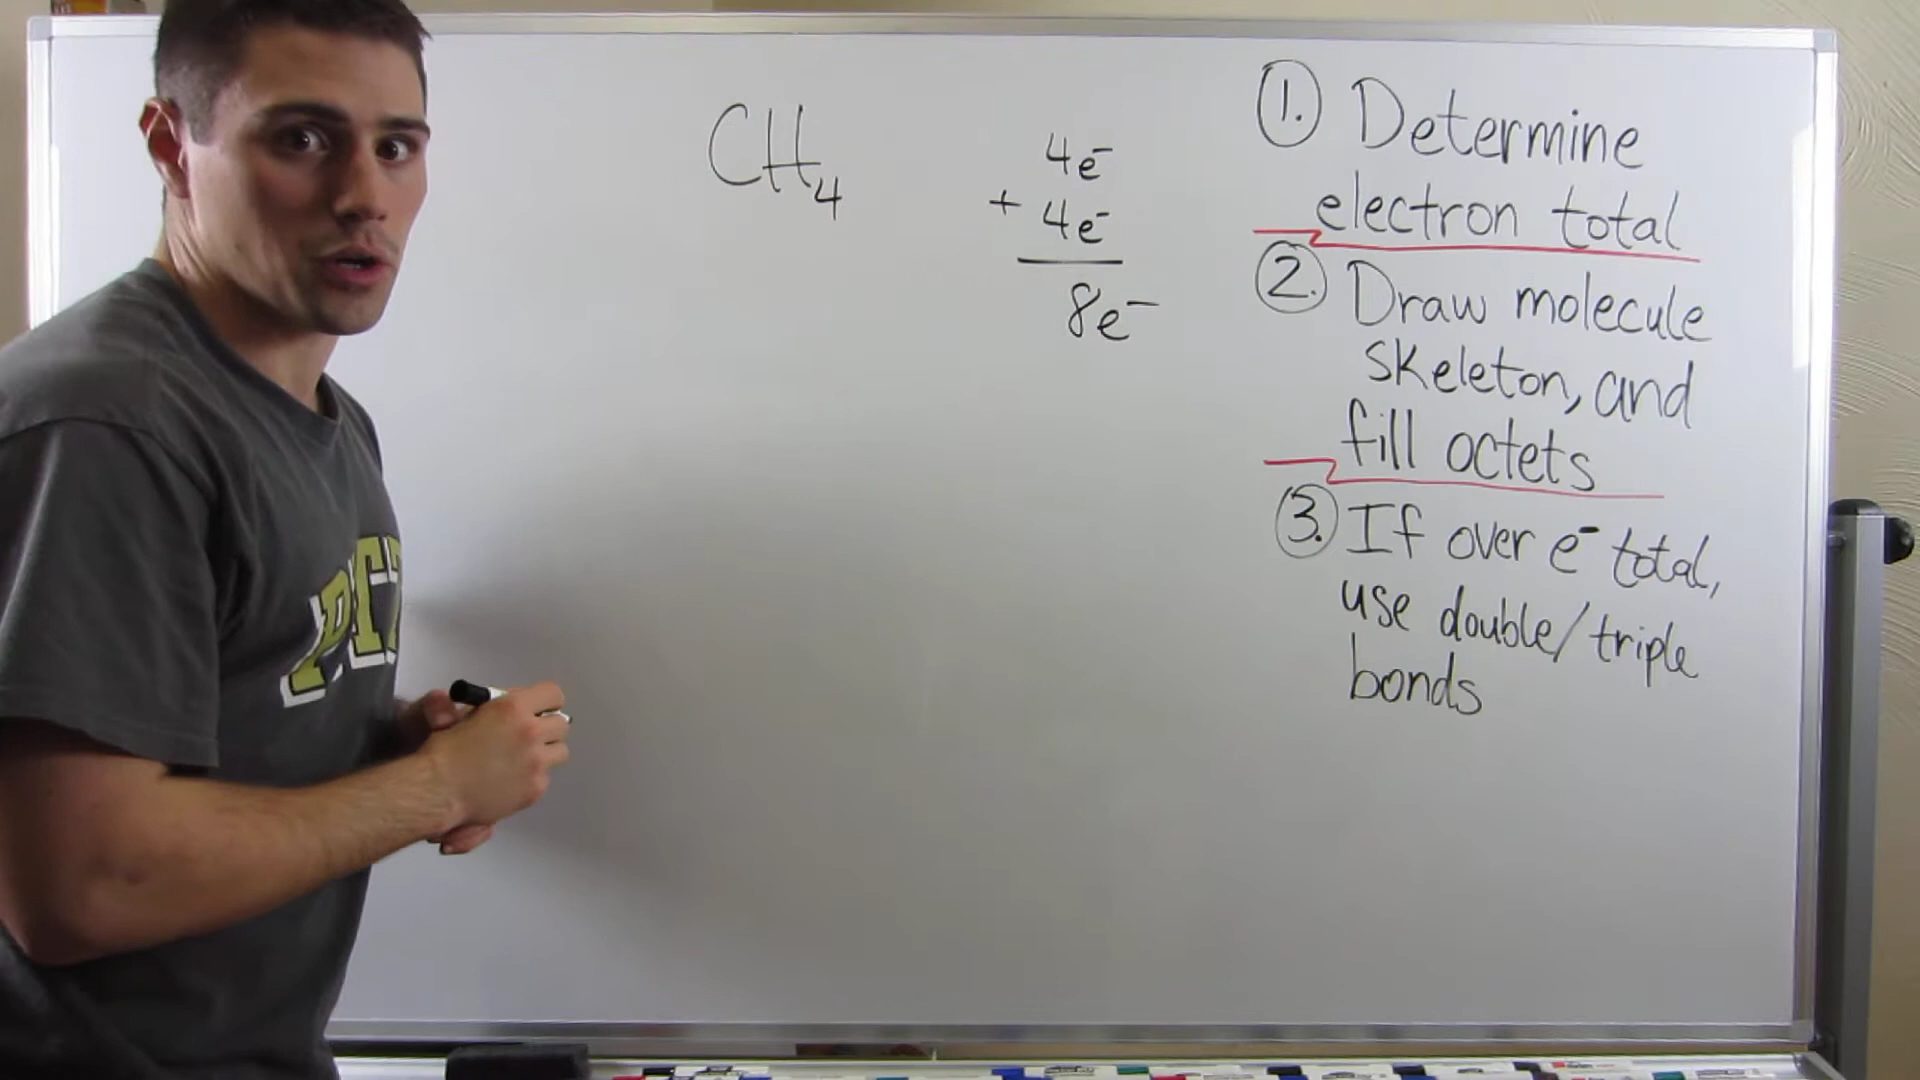 CH₄
4e⁻
+ 4e⁻
8e⁻
1. Determine
electron total
2. Draw molecule
skeleton, and
fill octets
3. If over e⁻ total,
use double/triple
bonds